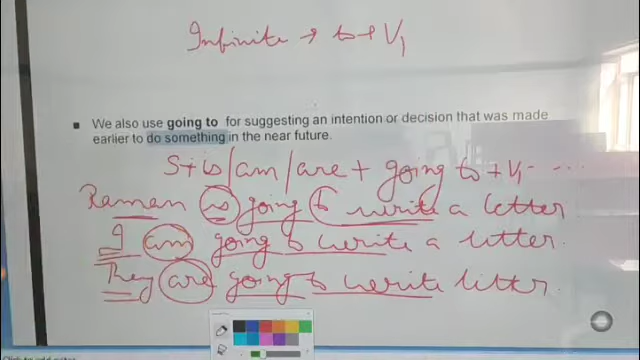 Infinite → to + V1
▪ We also use going to for suggesting an intention or decision that was made
earlier to do something in the near future.
S + is/am/are + going to + V1 - ...
Raman is going to write a letter
I am going to write a letter.
They are going to write letter.